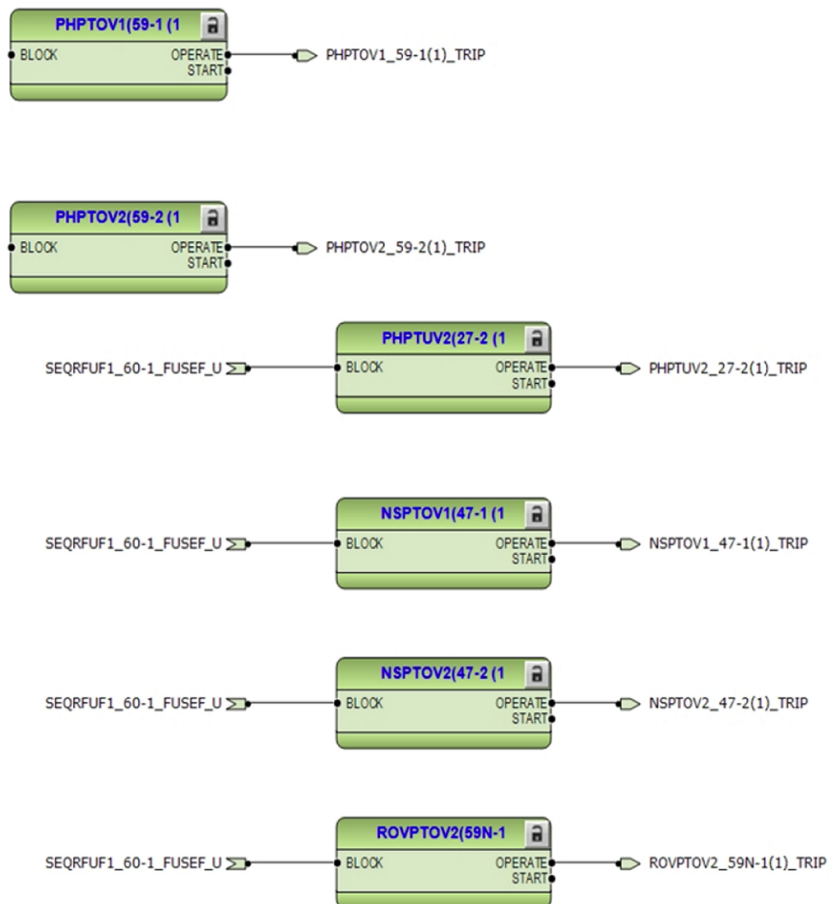 PHPTOV1(59-1 (1
BLOCK OPERATE
START
PHPTOV1_59-1(1)_TRIP
PHPTOV2(59-2 (1
BLOCK OPERATE
START
PHPTOV2_59-2(1)_TRIP
PHPTUV2(27-2 (1
SEQRFUF1_60-1_FUSEF_U
BLOCK OPERATE
START
PHPTUV2_27-2(1)_TRIP
NSPTOV1(47-1 (1
SEQRFUF1_60-1_FUSEF_U
BLOCK OPERATE
START
NSPTOV1_47-1(1)_TRIP
NSPTOV2(47-2 (1
SEQRFUF1_60-1_FUSEF_U
BLOCK OPERATE
START
NSPTOV2_47-2(1)_TRIP
ROVPTOV2(59N-1
SEQRFUF1_60-1_FUSEF_U
BLOCK OPERATE
START
ROVPTOV2_59N-1(1)_TRIP